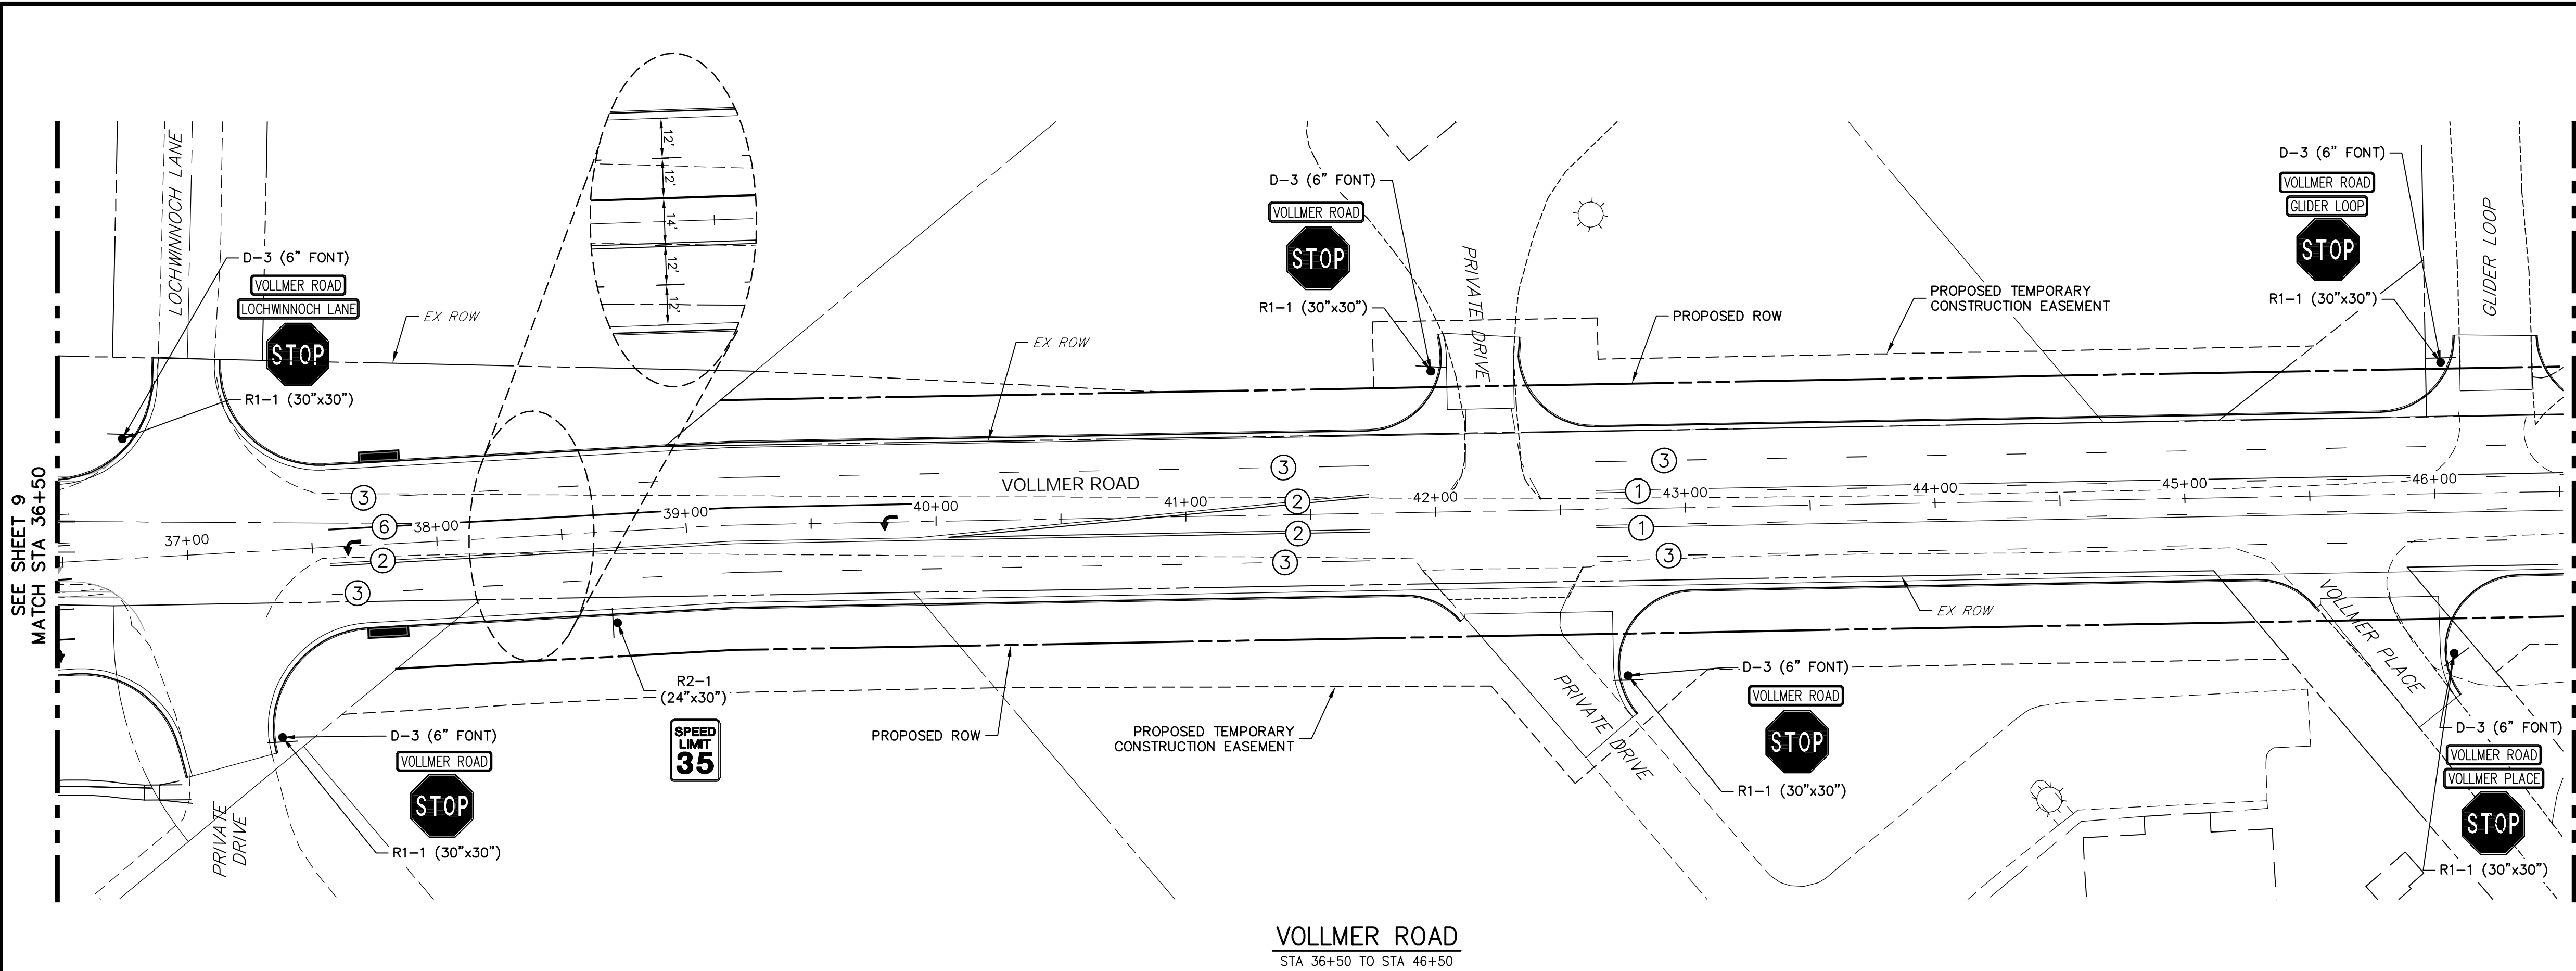 SEE SHEET 9
MATCH STA 36+50
LOCHWINNOCH LANE
D-3 (6" FONT)
VOLLMER ROAD
LOCHWINNOCH LANE
STOP
R1-1 (30"x30")
EX ROW
12'
12'
14'
12'
12'
EX ROW
D-3 (6" FONT)
VOLLMER ROAD
STOP
R1-1 (30"x30")
PRIVATE DRIVE
PROPOSED ROW
PROPOSED TEMPORARY
CONSTRUCTION EASEMENT
D-3 (6" FONT)
VOLLMER ROAD
GLIDER LOOP
STOP
R1-1 (30"x30")
GLIDER LOOP
VOLLMER ROAD
3
3
3
6
2
1
37+00
38+00
39+00
40+00
41+00
42+00
43+00
44+00
45+00
46+00
2
2
1
3
3
3
EX ROW
PRIVATE
DRIVE
D-3 (6" FONT)
VOLLMER ROAD
STOP
R1-1 (30"x30")
R2-1
(24"x30")
SPEED
LIMIT
35
PROPOSED ROW
PROPOSED TEMPORARY
CONSTRUCTION EASEMENT
PRIVATE DRIVE
D-3 (6" FONT)
VOLLMER ROAD
STOP
R1-1 (30"x30")
VOLLMER PLACE
D-3 (6" FONT)
VOLLMER ROAD
VOLLMER PLACE
STOP
R1-1 (30"x30")
VOLLMER ROAD
STA 36+50 TO STA 46+50